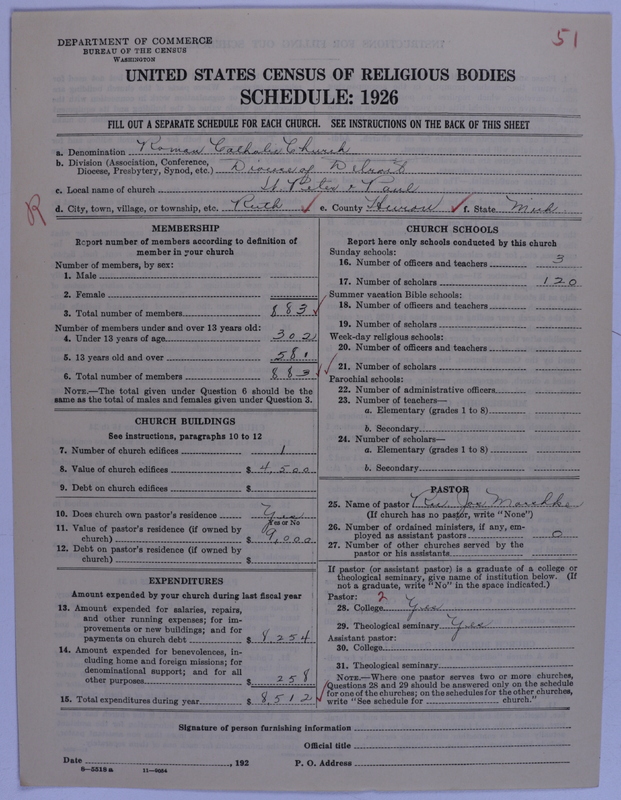 51
DEPARTMENT OF COMMERCE
BUREAU OF THE CENSUS
WASHINGTON
UNITED STATES CENSUS OF RELIGIOUS BODIES
SCHEDULE: 1926
FILL OUT A SEPARATE SCHEDULE FOR EACH CHURCH. SEE INSTRUCTIONS ON THE BACK OF THIS SHEET
a. Denomination Roman Catholic Church
b. Division (Association, Conference, Diocese, Presbytery, Synod, etc.) Diocese of Detroit
c. Local name of church St. Peter & Paul
R d. City, town, village, or township, etc. Ruth e. County Huron f. State Mich
MEMBERSHIP
Report number of members according to definition of
member in your church
Number of members, by sex:
1. Male
2. Female
3. Total number of members 883
Number of members under and over 13 years old:
4. Under 13 years of age 302
5. 13 years old and over 581
6. Total number of members 883
NOTE.—The total given under Question 6 should be the
same as the total of males and females given under Question 3.
CHURCH BUILDINGS
See instructions, paragraphs 10 to 12
7. Number of church edifices 1
8. Value of church edifices $ 4,500
9. Debt on church edifices $
10. Does church own pastor's residence Yes
Yes or No
11. Value of pastor's residence (if owned by
church) $ 9,000
12. Debt on pastor's residence (if owned by
church) $
EXPENDITURES
Amount expended by your church during last fiscal year
13. Amount expended for salaries, repairs,
and other running expenses; for im-
provements or new buildings; and for
payments on church debt $ 8,254
14. Amount expended for benevolences, in-
cluding home and foreign missions; for
denominational support; and for all
other purposes $ 258
15. Total expenditures during year $ 8,512
CHURCH SCHOOLS
Report here only schools conducted by this church
Sunday schools:
16. Number of officers and teachers 3
17. Number of scholars 120
Summer vacation Bible schools:
18. Number of officers and teachers
19. Number of scholars
Week-day religious schools:
20. Number of officers and teachers
21. Number of scholars
Parochial schools:
22. Number of administrative officers
23. Number of teachers—
a. Elementary (grades 1 to 8)
b. Secondary
24. Number of scholars—
a. Elementary (grades 1 to 8)
b. Secondary
PASTOR
25. Name of pastor Rev. Jos. Marshke
(If church has no pastor, write "None")
26. Number of ordained ministers, if any, em-
ployed as assistant pastors 0
27. Number of other churches served by the
pastor or his assistants
If pastor (or assistant pastor) is a graduate of a college or
theological seminary, give name of institution below. (If
not a graduate, write "No" in the space indicated.)
Pastor: 2
28. College Yes
29. Theological seminary Yes
Assistant pastor:
30. College
31. Theological seminary
NOTE.—Where one pastor serves two or more churches,
Questions 28 and 29 should be answered only on the schedule
for one of the churches; on the schedules for the other churches,
write "See schedule for church."
Signature of person furnishing information
Official title
Date , 192 P. O. Address
8—5518a 11—9064